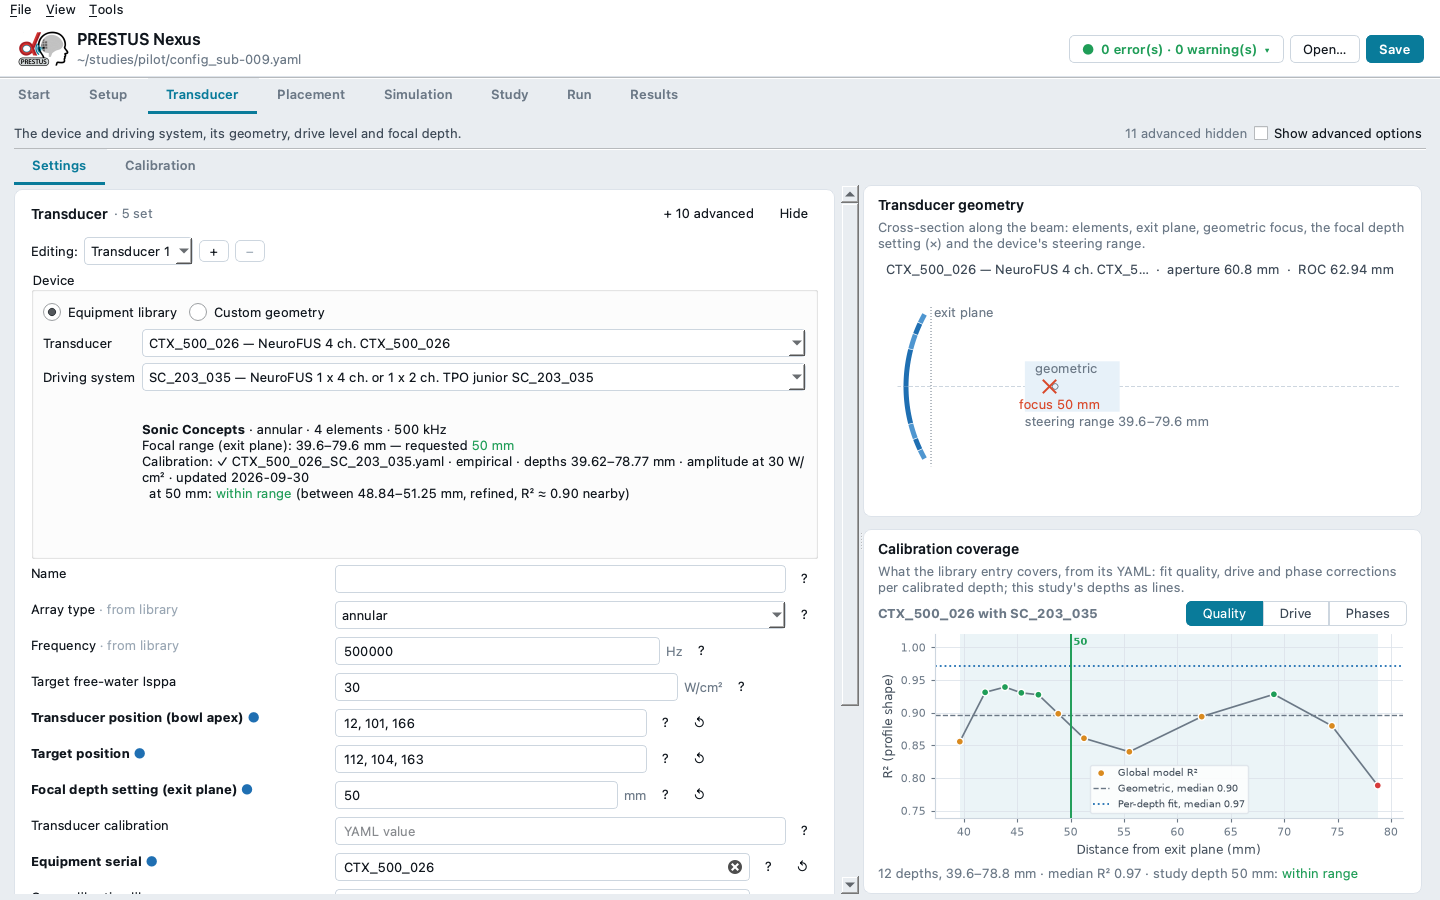 File View Tools
PRESTUS Nexus
~/studies/pilot/config_sub-009.yaml
PRESTUS
0 error(s) · 0 warning(s) ▾
Open...
Save
Start Setup Transducer Placement Simulation Study Run Results
The device and driving system, its geometry, drive level and focal depth.
11 advanced hidden
Show advanced options
Settings Calibration
Transducer · 5 set
+ 10 advanced
Hide
Editing: Transducer 1 + −
Device
Equipment library
Custom geometry
Transducer CTX_500_026 — NeuroFUS 4 ch. CTX_500_026
Driving system SC_203_035 — NeuroFUS 1 x 4 ch. or 1 x 2 ch. TPO junior SC_203_035
Sonic Concepts · annular · 4 elements · 500 kHz
Focal range (exit plane): 39.6–79.6 mm — requested 50 mm
Calibration: ✓ CTX_500_026_SC_203_035.yaml · empirical · depths 39.62–78.77 mm · amplitude at 30 W/
cm² · updated 2026-09-30
at 50 mm: within range (between 48.84–51.25 mm, refined, R² ≈ 0.90 nearby)
Name ?
Array type · from library annular ?
Frequency · from library 500000 Hz ?
Target free-water Isppa 30 W/cm² ?
Transducer position (bowl apex) 12, 101, 166 ?
Target position 112, 104, 163 ?
Focal depth setting (exit plane) 50 mm ?
Transducer calibration YAML value ?
Equipment serial CTX_500_026 ?
Transducer geometry
Cross-section along the beam: elements, exit plane, geometric focus, the focal depth
setting (×) and the device's steering range.
CTX_500_026 — NeuroFUS 4 ch. CTX_5... · aperture 60.8 mm · ROC 62.94 mm
exit plane
geometric
focus 50 mm
steering range 39.6–79.6 mm
Calibration coverage
What the library entry covers, from its YAML: fit quality, drive and phase corrections
per calibrated depth; this study's depths as lines.
CTX_500_026 with SC_203_035
Quality Drive Phases
50
1.00
0.95
0.90
0.85
0.80
0.75
R² (profile shape)
Global model R²
Geometric, median 0.90
Per-depth fit, median 0.97
40 45 50 55 60 65 70 75 80
Distance from exit plane (mm)
12 depths, 39.6–78.8 mm · median R² 0.97 · study depth 50 mm: within range